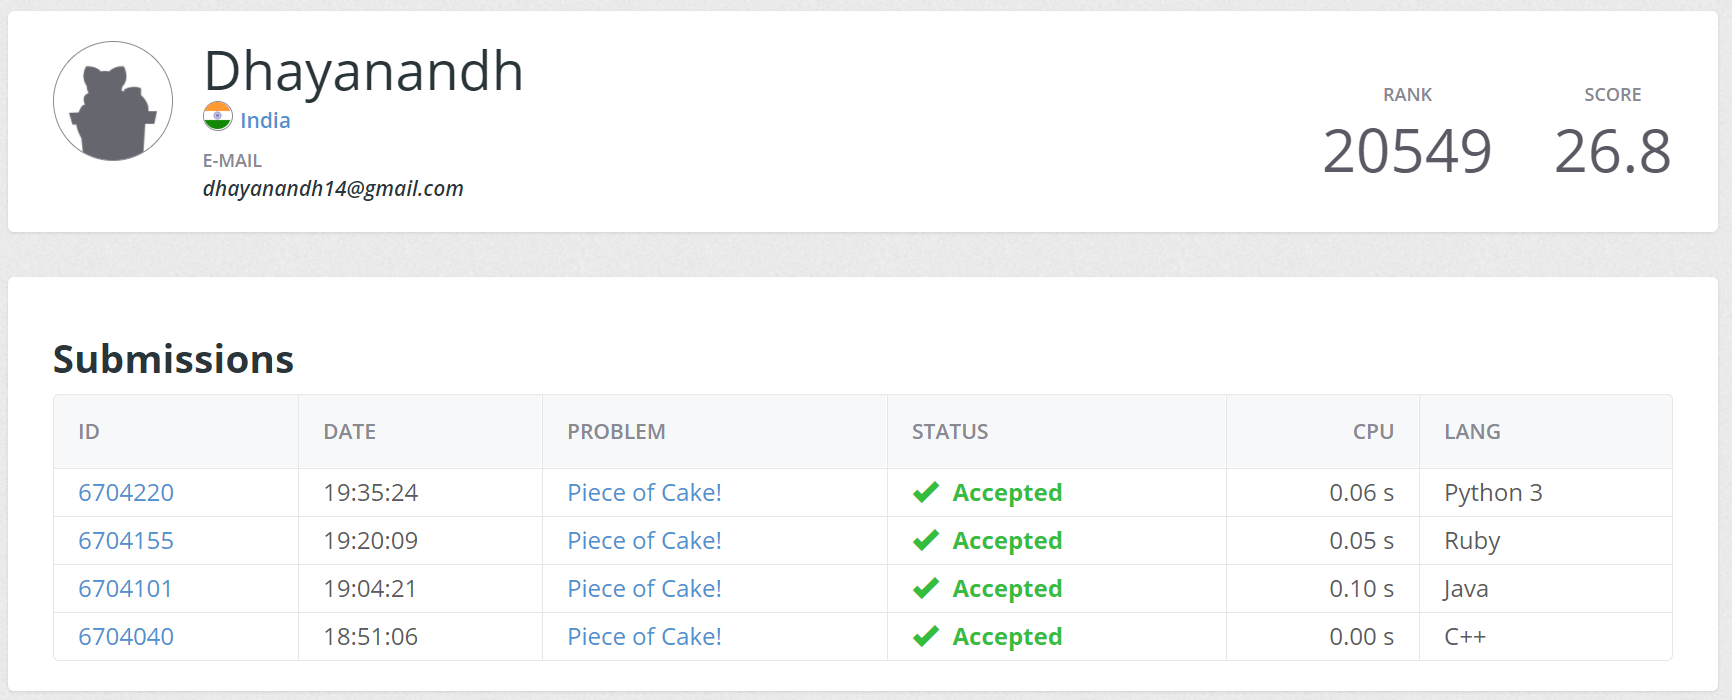 Dhayanandh
India
E-MAIL
dhayanandh14@gmail.com
RANK
20549
SCORE
26.8
Submissions
ID DATE PROBLEM STATUS CPU LANG
6704220 19:35:24 Piece of Cake! Accepted 0.06 s Python 3
6704155 19:20:09 Piece of Cake! Accepted 0.05 s Ruby
6704101 19:04:21 Piece of Cake! Accepted 0.10 s Java
6704040 18:51:06 Piece of Cake! Accepted 0.00 s C++